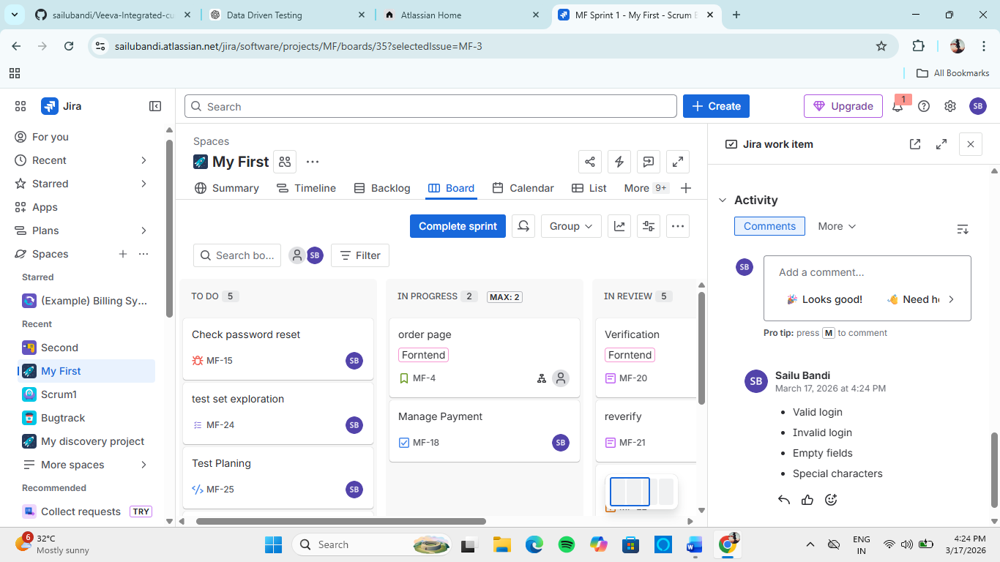 sailubandi/Veeva-Integrated-cu
Data Driven Testing
Atlassian Home
MF Sprint 1 - My First - Scrum B
sailubandi.atlassian.net/jira/software/projects/MF/boards/35?selectedIssue=MF-3
All Bookmarks
Jira
Search
Create
Upgrade
1
SB
For you
Recent
Starred
Apps
Plans
Spaces
Starred
(Example) Billing Sy...
Recent
Second
My First
Scrum1
Bugtrack
My discovery project
More spaces
Recommended
Collect requests TRY
Spaces
My First
Summary Timeline Backlog Board Calendar List More 9+
Complete sprint Group
Search bo... SB Filter
TO DO 5
Check password reset
MF-15 SB
test set exploration
MF-24 SB
Test Planing
MF-25 SB
IN PROGRESS 2 MAX: 2
order page
Forntend
MF-4
Manage Payment
MF-18 SB
IN REVIEW 5
Verification
Forntend
MF-20
reverify
MF-21
Jira work item
Activity
Comments More
SB
Add a comment...
🎉 Looks good! 👋 Need he
Pro tip: press M to comment
SB Sailu Bandi
March 17, 2026 at 4:24 PM
• Valid login
• Invalid login
• Empty fields
• Special characters
6
32°C
Mostly sunny
Search
ENG
IN
4:24 PM
3/17/2026